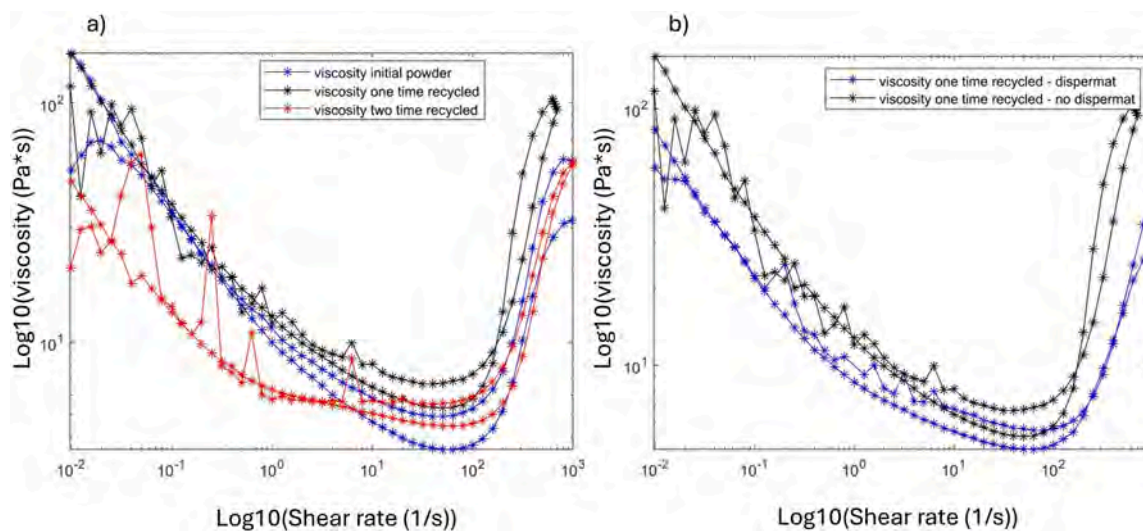 a)
viscosity initial powder
viscosity one time recycled
viscosity two time recycled
Log10(viscosity (Pa*s))
10^2
10^1
10^-2
10^-1
10^0
10^1
10^2
10^3
Log10(Shear rate (1/s))
b)
viscosity one time recycled - dispermat
viscosity one time recycled - no dispermat
Log10(viscosity (Pa*s))
10^2
10^1
10^-2
10^-1
10^0
10^1
10^2
Log10(Shear rate (1/s))